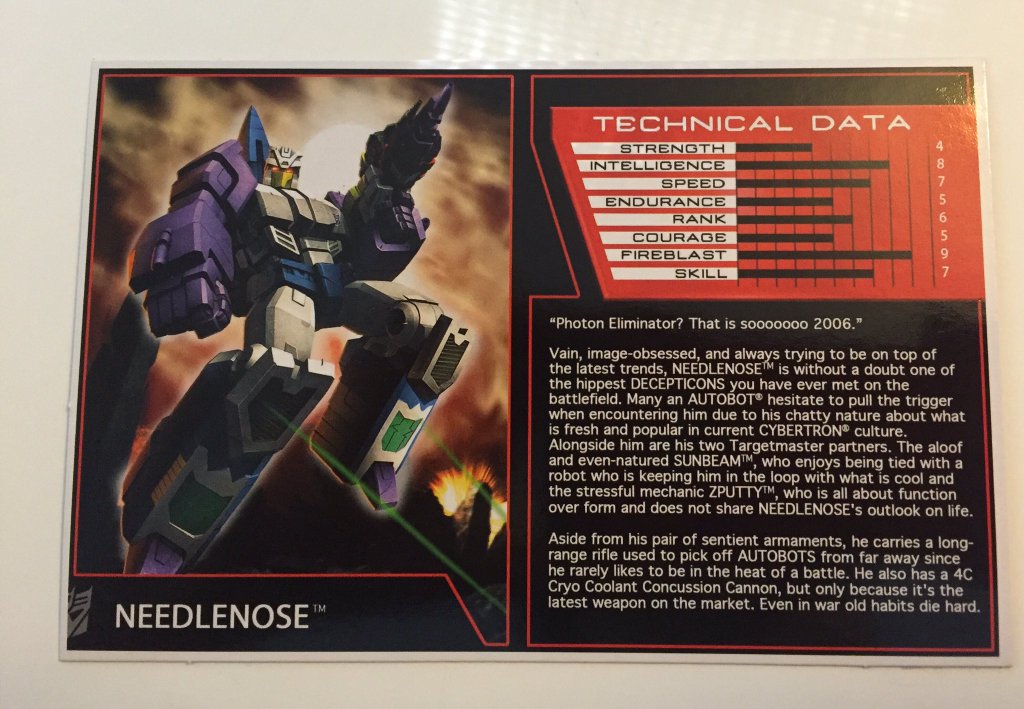 NEEDLENOSE™
TECHNICAL DATA
STRENGTH 4
INTELLIGENCE 8
SPEED 7
ENDURANCE 5
RANK 6
COURAGE 5
FIREBLAST 9
SKILL 7
“Photon Eliminator? That is sooooooo 2006.”
Vain, image-obsessed, and always trying to be on top of
the latest trends, NEEDLENOSE™ is without a doubt one of
the hippest DECEPTICONS you have ever met on the
battlefield. Many an AUTOBOT® hesitate to pull the trigger
when encountering him due to his chatty nature about what
is fresh and popular in current CYBERTRON® culture.
Alongside him are his two Targetmaster partners. The aloof
and even-natured SUNBEAM™, who enjoys being tied with a
robot who is keeping him in the loop with what is cool and
the stressful mechanic ZPUTTY™, who is all about function
over form and does not share NEEDLENOSE's outlook on life.
Aside from his pair of sentient armaments, he carries a long-
range rifle used to pick off AUTOBOTS from far away since
he rarely likes to be in the heat of a battle. He also has a 4C
Cryo Coolant Concussion Cannon, but only because it's the
latest weapon on the market. Even in war old habits die hard.